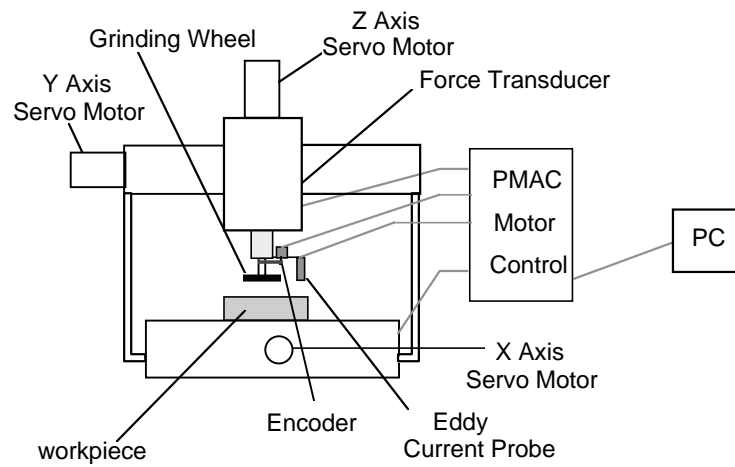 Z Axis
Servo Motor
Grinding Wheel
Force Transducer
Y Axis
Servo Motor
PMAC
Motor
Control
PC
X Axis
Servo Motor
Encoder
Eddy
Current Probe
workpiece